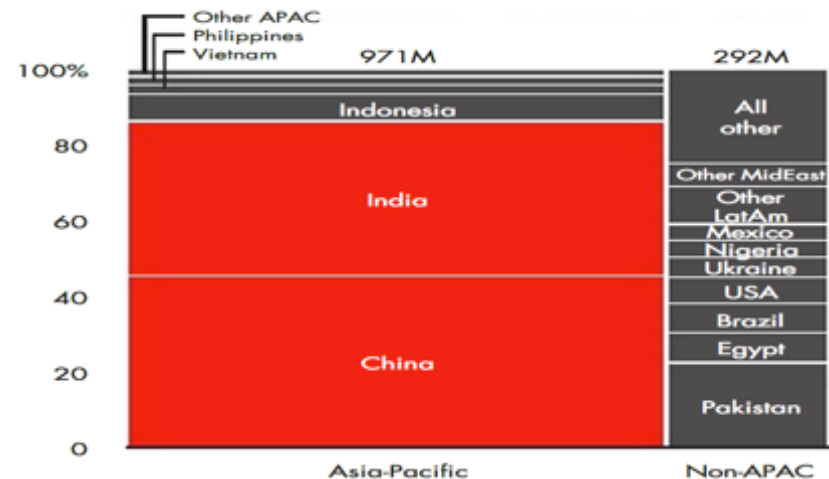 Other APAC
Philippines
Vietnam
971M
292M
100%
80
60
40
20
0
Indonesia
India
China
All
other
Other MidEast
Other
LatAm
Mexico
Nigeria
Ukraine
USA
Brazil
Egypt
Pakistan
Asia-Pacific
Non-APAC